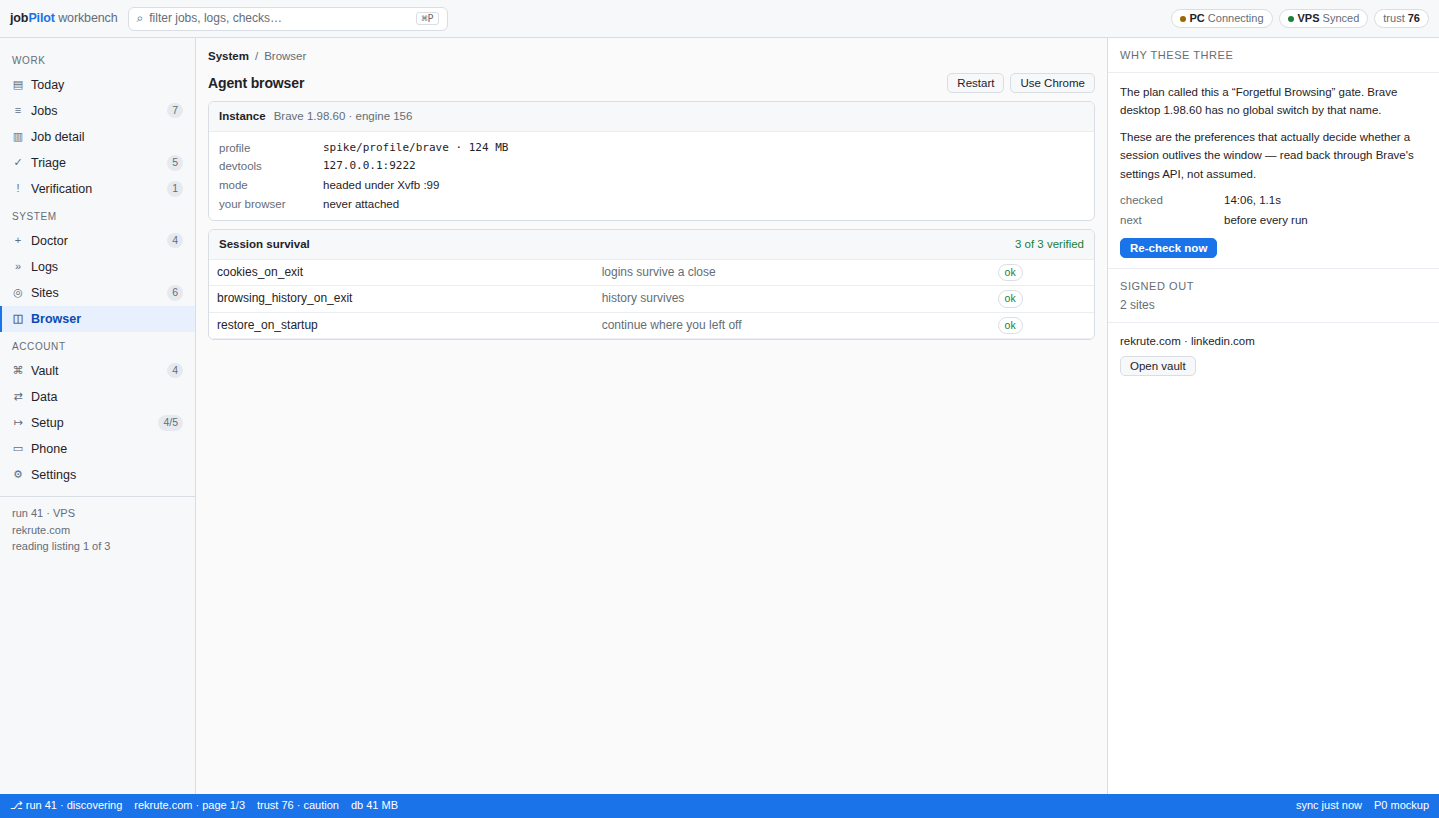 jobPilot workbench
⌕ filter jobs, logs, checks… ⌘P
PC Connecting
VPS Synced
trust 76
WORK
Today
Jobs 7
Job detail
Triage 5
Verification 1
SYSTEM
Doctor 4
Logs
Sites 6
Browser
ACCOUNT
Vault 4
Data
Setup 4/5
Phone
Settings
run 41 · VPS
rekrute.com
reading listing 1 of 3
System / Browser
Agent browser
Restart
Use Chrome
Instance Brave 1.98.60 · engine 156
profile spike/profile/brave · 124 MB
devtools 127.0.0.1:9222
mode headed under Xvfb :99
your browser never attached
Session survival 3 of 3 verified
cookies_on_exit logins survive a close ok
browsing_history_on_exit history survives ok
restore_on_startup continue where you left off ok
WHY THESE THREE
The plan called this a “Forgetful Browsing” gate. Brave
desktop 1.98.60 has no global switch by that name.
These are the preferences that actually decide whether a
session outlives the window — read back through Brave's
settings API, not assumed.
checked 14:06, 1.1s
next before every run
Re-check now
SIGNED OUT
2 sites
rekrute.com · linkedin.com
Open vault
⎇ run 41 · discovering rekrute.com · page 1/3 trust 76 · caution db 41 MB
sync just now P0 mockup